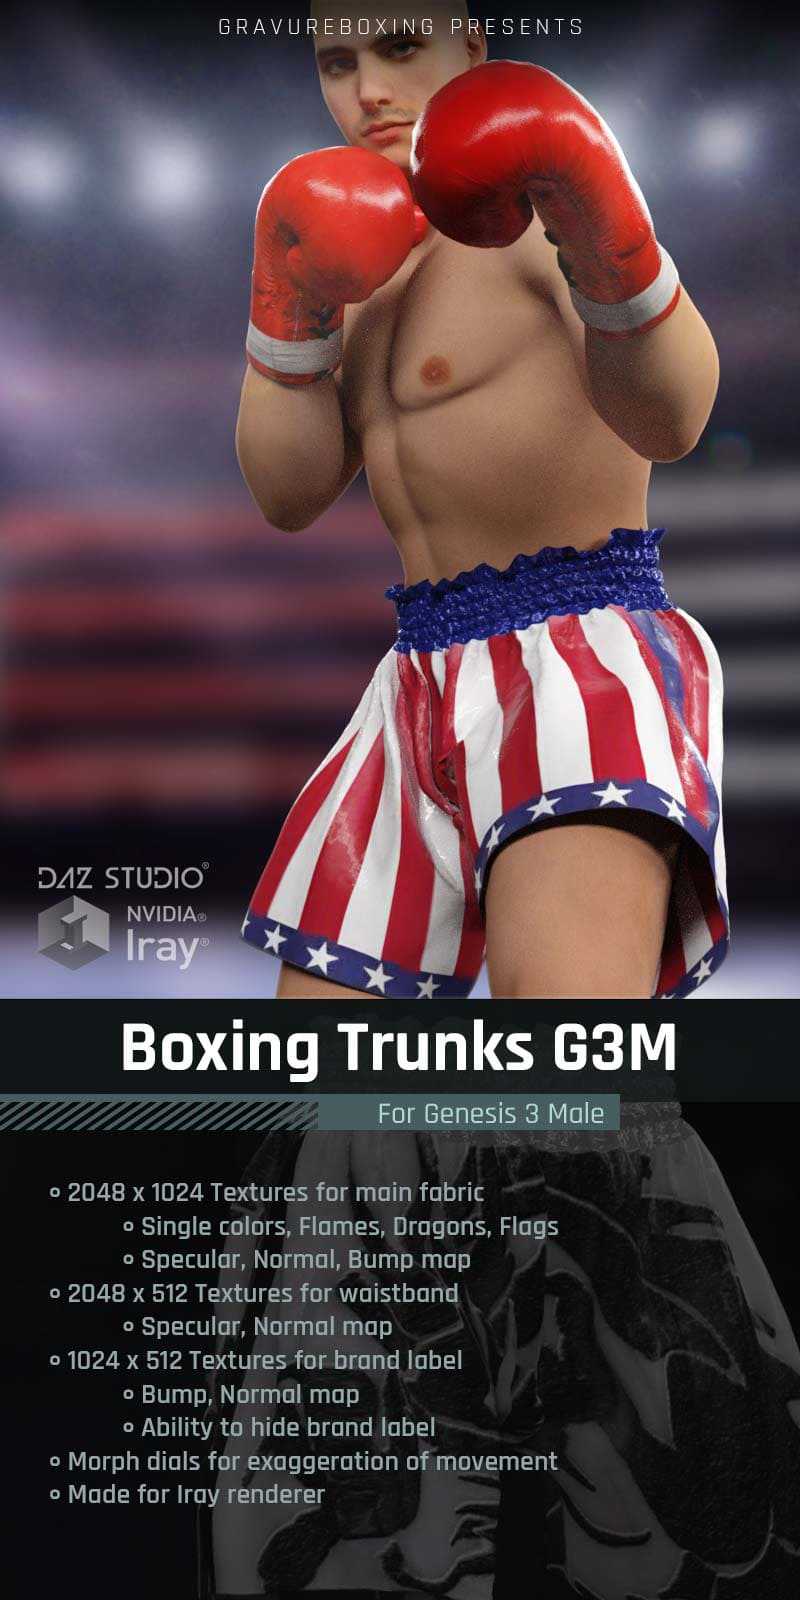 GRAVUREBOXING PRESENTS
DAZ STUDIO®
NVIDIA®
Iray®
Boxing Trunks G3M
For Genesis 3 Male
2048 x 1024 Textures for main fabric
Single colors, Flames, Dragons, Flags
Specular, Normal, Bump map
2048 x 512 Textures for waistband
Specular, Normal map
1024 x 512 Textures for brand label
Bump, Normal map
Ability to hide brand label
Morph dials for exaggeration of movement
Made for Iray renderer